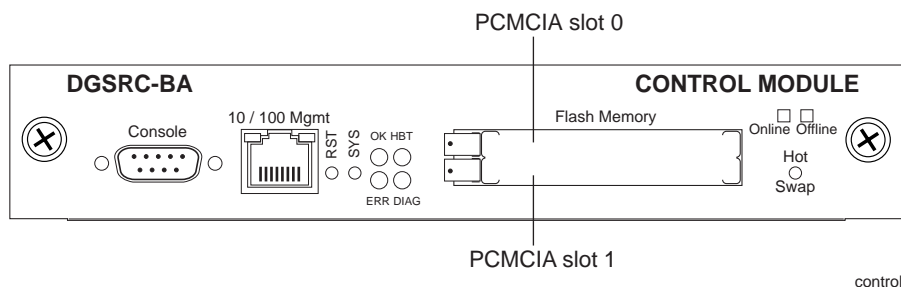 PCMCIA slot 0
DGSRC-BA
CONTROL MODULE
Console
10 / 100 Mgmt
RST
SYS
OK HBT
ERR DIAG
Flash Memory
Online Offline
Hot
Swap
PCMCIA slot 1
control